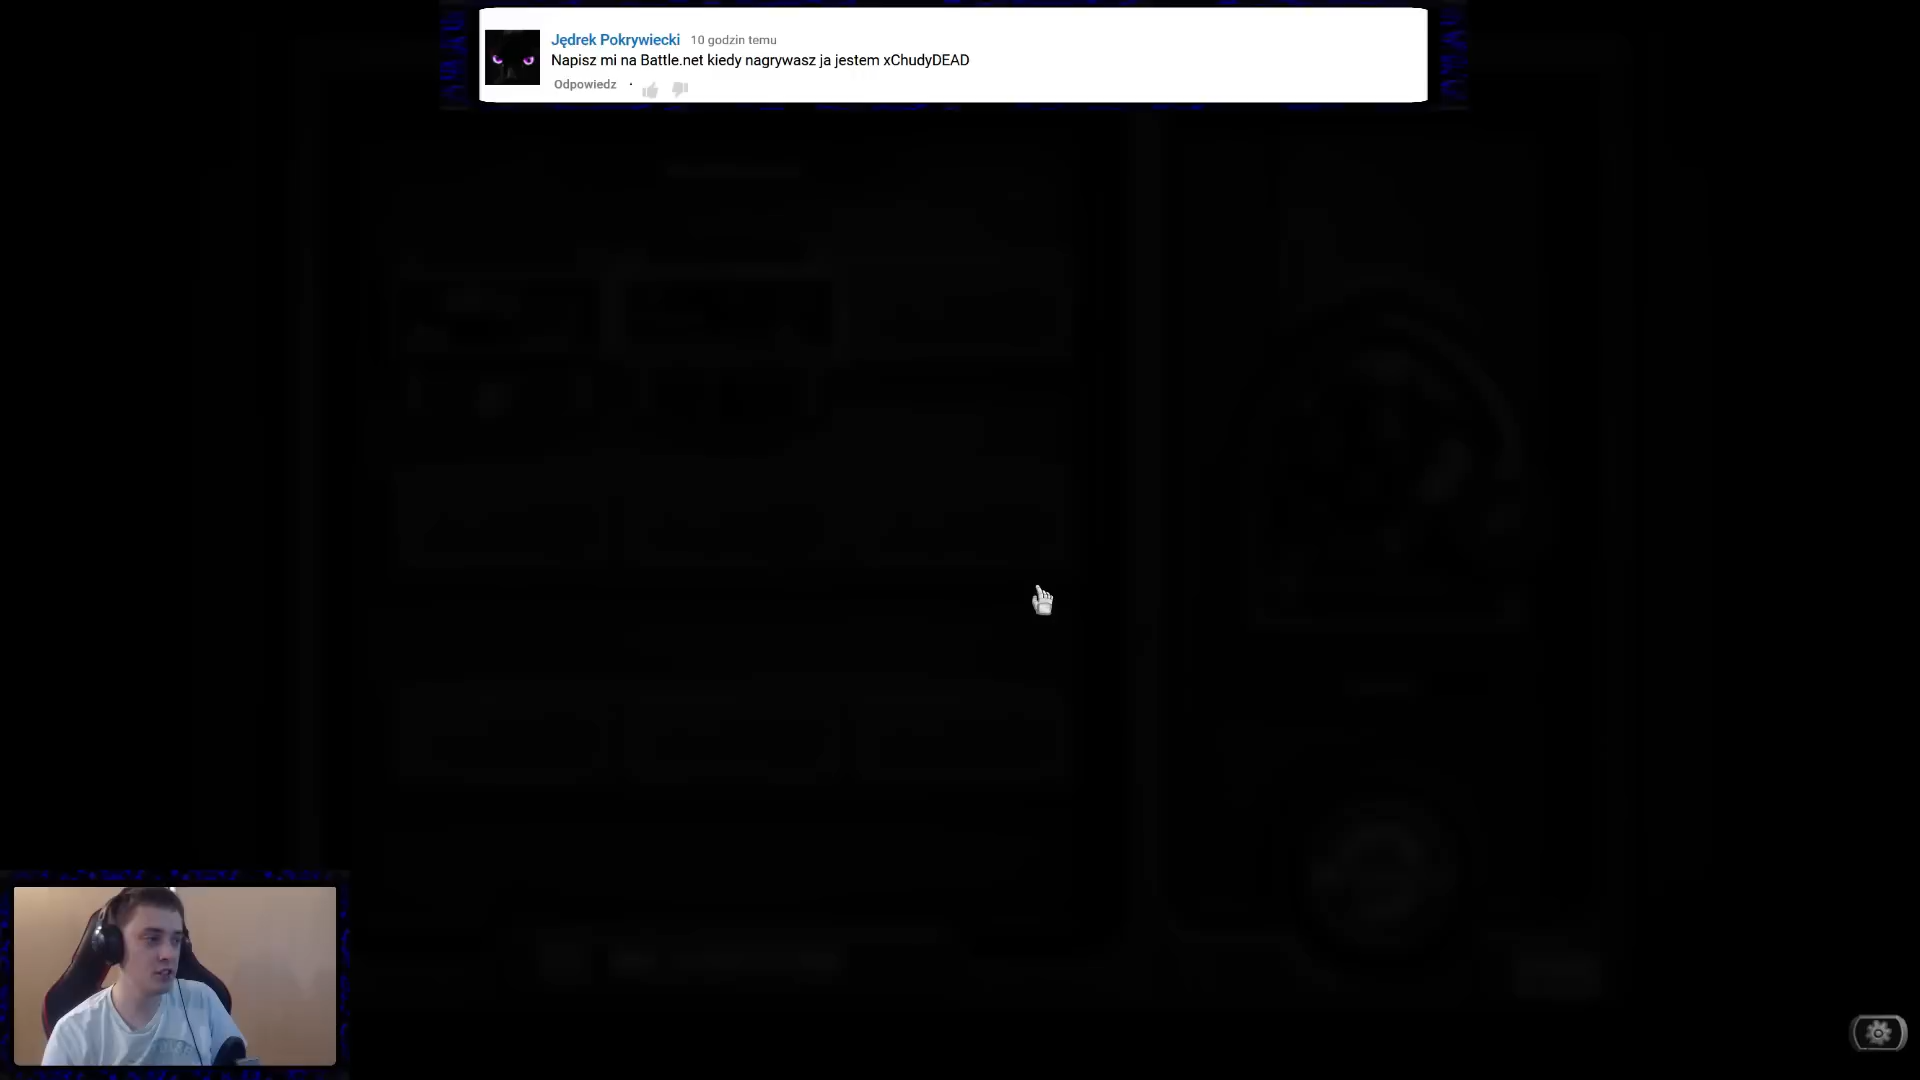 Jędrek Pokrywiecki 10 godzin temu
Napisz mi na Battle.net kiedy nagrywasz ja jestem xChudyDEAD
Odpowiedz ·